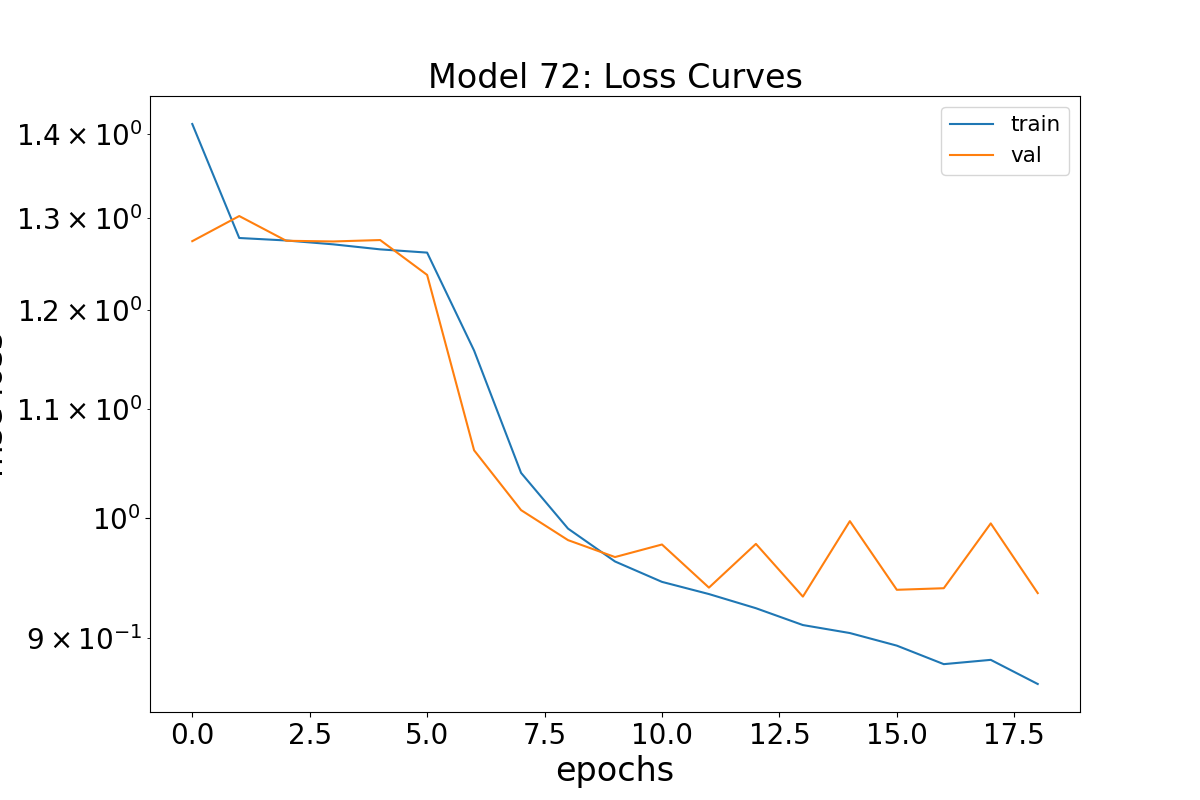 Model 72: Loss Curves
train
val
1.4 × 10⁰
1.3 × 10⁰
1.2 × 10⁰
1.1 × 10⁰
10⁰
9 × 10⁻¹
0.0 2.5 5.0 7.5 10.0 12.5 15.0 17.5
epochs